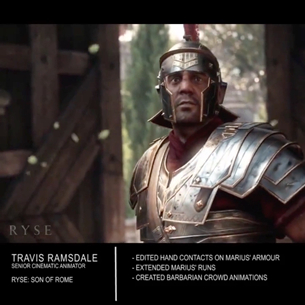 RYSE
TRAVIS RAMSDALE
SENIOR CINEMATIC ANIMATOR
RYSE: SON OF ROME
- EDITED HAND CONTACTS ON MARIUS' ARMOUR
- EXTENDED MARIUS' RUNS
- CREATED BARBARIAN CROWD ANIMATIONS